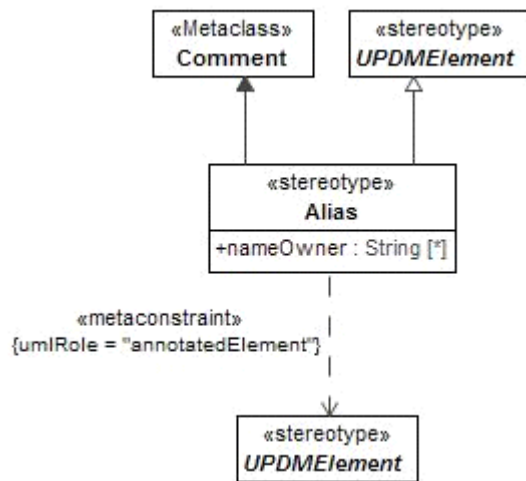 «Metaclass»
Comment
«stereotype»
UPDMElement
«stereotype»
Alias
+nameOwner : String [*]
«metaconstraint»
{umlRole = "annotatedElement"}
«stereotype»
UPDMElement